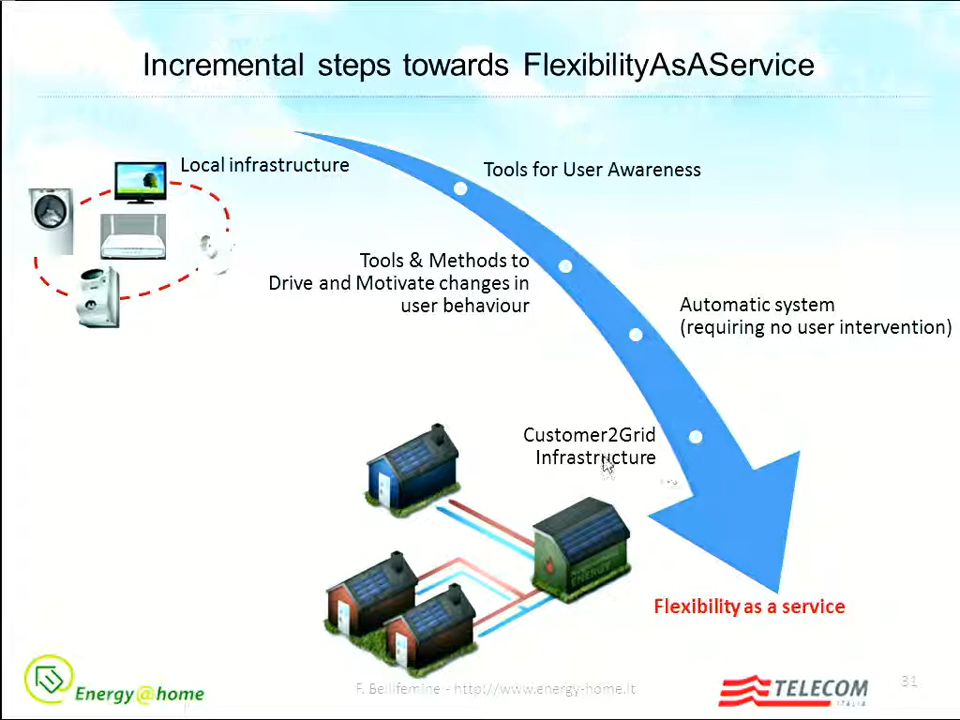 Incremental steps towards FlexibilityAsAService
Local infrastructure
Tools for User Awareness
Tools & Methods to
Drive and Motivate changes in
user behaviour
Automatic system
(requiring no user intervention)
Customer2Grid
Infrastructure
ENERGY
Flexibility as a service
Energy@home
F. Bellifemine - http://www.energy-home.it
TELECOM
ITALIA
31